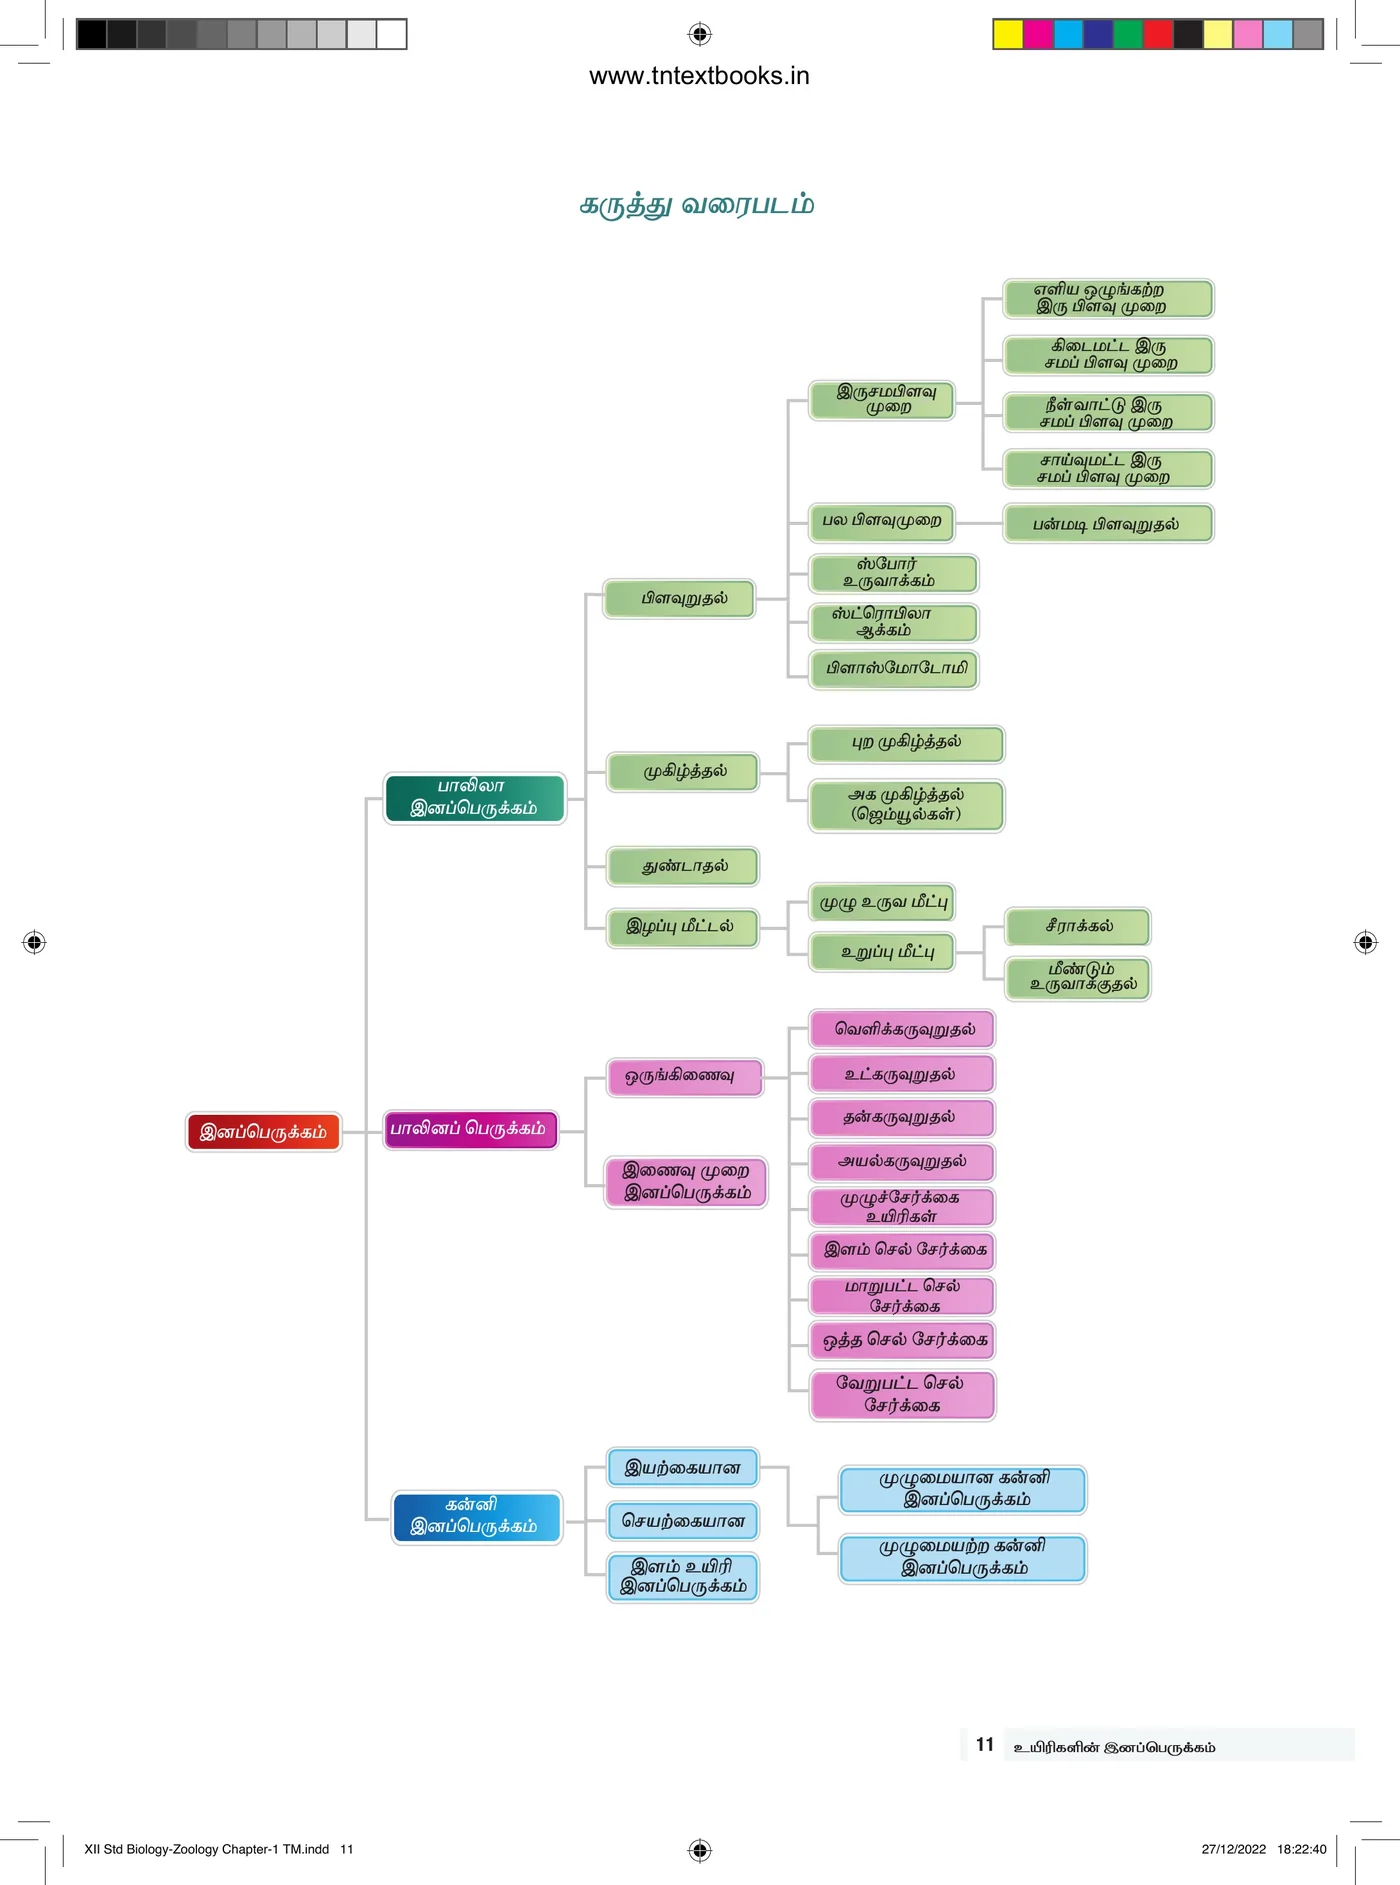 www.tntextbooks.in
கருத்து வரைபடம்
எளிய ஒழுங்கற்ற
இரு பிளவு முறை
கிடைமட்ட இரு
சமப் பிளவு முறை
இருசமபிளவு
முறை
நீள்வாட்டு இரு
சமப் பிளவு முறை
சாய்வுமட்ட இரு
சமப் பிளவு முறை
பல பிளவுமுறை
பன்மடி பிளவுறுதல்
ஸ்போர்
உருவாக்கம்
பிளவுறுதல்
ஸ்ட்ரொபிலா
ஆக்கம்
பிளாஸ்மோடோமி
புற முகிழ்த்தல்
முகிழ்த்தல்
பாலிலா
இனப்பெருக்கம்
அக முகிழ்த்தல்
(ஜெம்யூல்கள்)
துண்டாதல்
முழு உருவ மீட்பு
இழப்பு மீட்டல்
சீராக்கல்
உறுப்பு மீட்பு
மீண்டும்
உருவாக்குதல்
வெளிக்கருவுறுதல்
ஒருங்கிணைவு
உட்கருவுறுதல்
தன்கருவுறுதல்
இனப்பெருக்கம்
பாலினப் பெருக்கம்
அயல்கருவுறுதல்
இணைவு முறை
இனப்பெருக்கம்
முழுச்சேர்க்கை
உயிரிகள்
இளம் செல் சேர்க்கை
மாறுபட்ட செல்
சேர்க்கை
ஒத்த செல் சேர்க்கை
வேறுபட்ட செல்
சேர்க்கை
இயற்கையான
முழுமையான கன்னி
இனப்பெருக்கம்
கன்னி
இனப்பெருக்கம்
செயற்கையான
முழுமையற்ற கன்னி
இனப்பெருக்கம்
இளம் உயிரி
இனப்பெருக்கம்
11 உயிரிகளின் இனப்பெருக்கம்
XII Std Biology-Zoology Chapter-1 TM.indd 11
27/12/2022 18:22:40